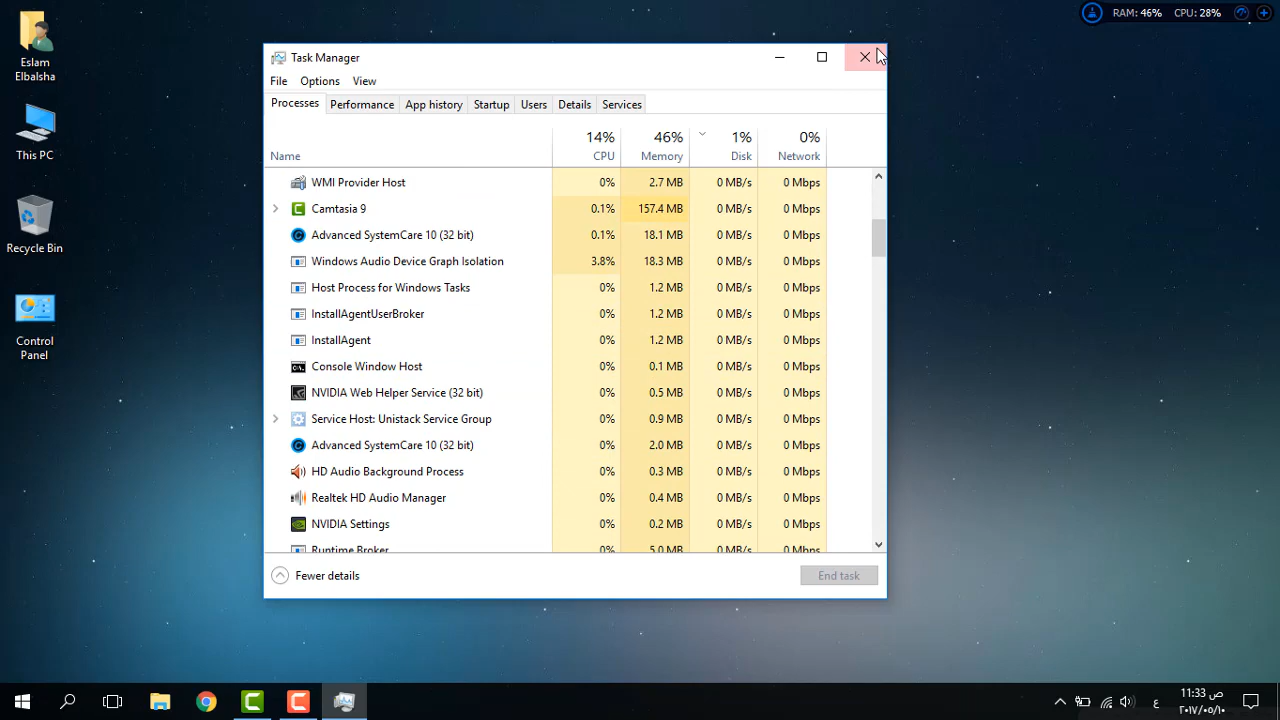 Eslam
Elbalsha
This PC
Recycle Bin
Control
Panel
RAM: 46% CPU: 28%
Task Manager
File Options View
Processes Performance App history Startup Users Details Services
14% 46% 1% 0%
Name CPU Memory Disk Network
WMI Provider Host 0% 2.7 MB 0 MB/s 0 Mbps
Camtasia 9 0.1% 157.4 MB 0 MB/s 0 Mbps
Advanced SystemCare 10 (32 bit) 0.1% 18.1 MB 0 MB/s 0 Mbps
Windows Audio Device Graph Isolation 3.8% 18.3 MB 0 MB/s 0 Mbps
Host Process for Windows Tasks 0% 1.2 MB 0 MB/s 0 Mbps
InstallAgentUserBroker 0% 1.2 MB 0 MB/s 0 Mbps
InstallAgent 0% 1.2 MB 0 MB/s 0 Mbps
Console Window Host 0% 0.1 MB 0 MB/s 0 Mbps
NVIDIA Web Helper Service (32 bit) 0% 0.5 MB 0 MB/s 0 Mbps
Service Host: Unistack Service Group 0% 0.9 MB 0 MB/s 0 Mbps
Advanced SystemCare 10 (32 bit) 0% 2.0 MB 0 MB/s 0 Mbps
HD Audio Background Process 0% 0.3 MB 0 MB/s 0 Mbps
Realtek HD Audio Manager 0% 0.4 MB 0 MB/s 0 Mbps
NVIDIA Settings 0% 0.2 MB 0 MB/s 0 Mbps
Runtime Broker 0% 5.0 MB 0 MB/s 0 Mbps
Fewer details End task
ع
11:33 ص